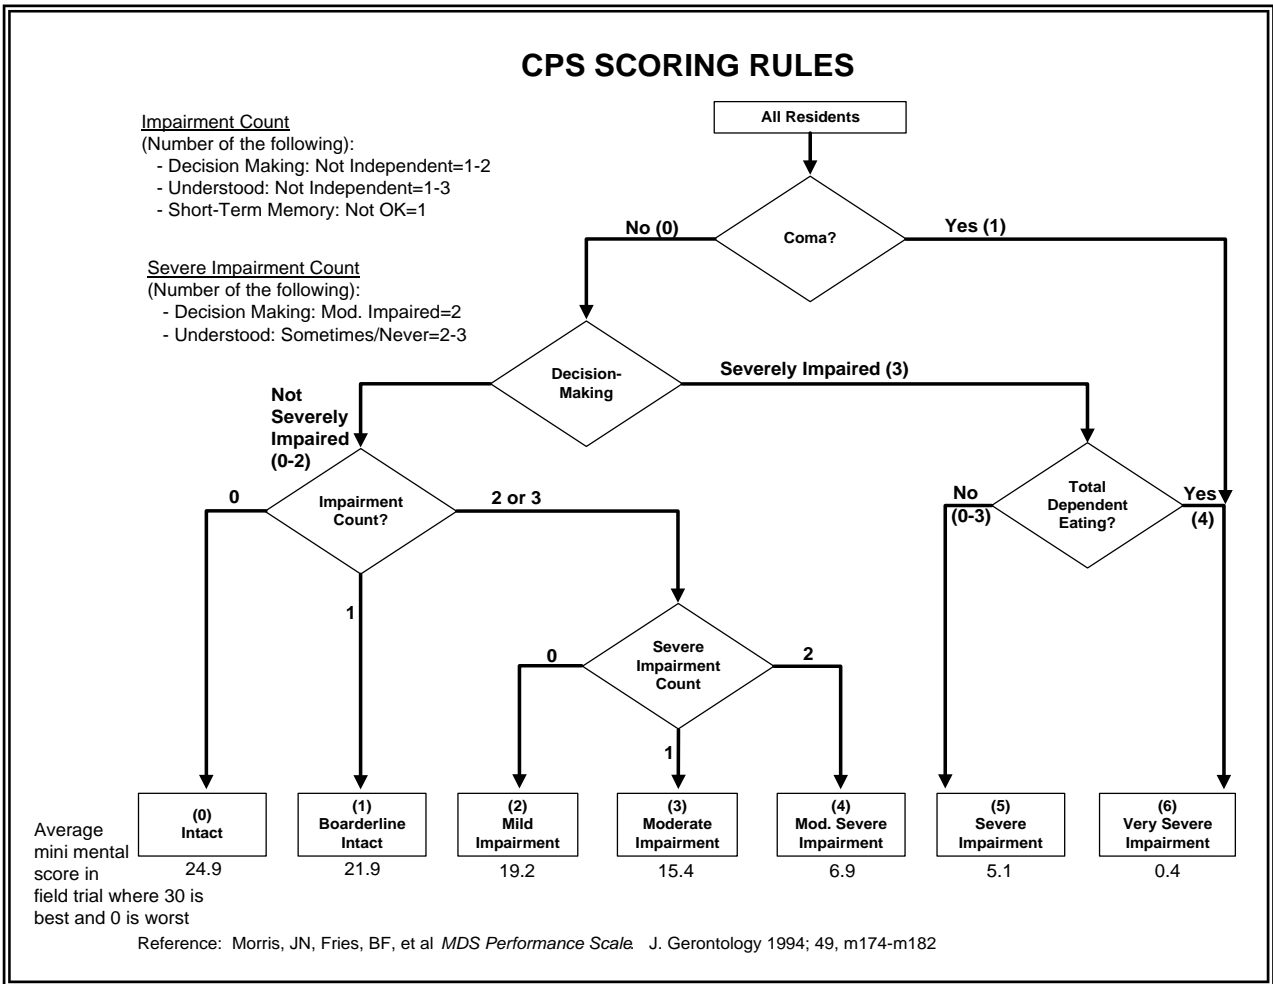 CPS SCORING RULES
Impairment Count
(Number of the following):
- Decision Making: Not Independent=1-2
- Understood: Not Independent=1-3
- Short-Term Memory: Not OK=1
Severe Impairment Count
(Number of the following):
- Decision Making: Mod. Impaired=2
- Understood: Sometimes/Never=2-3
All Residents
Coma?
No (0)
Yes (1)
Decision-
Making
Severely Impaired (3)
Not
Severely
Impaired
(0-2)
Impairment
Count?
0
2 or 3
1
Total
Dependent
Eating?
No
(0-3)
Yes
(4)
Severe
Impairment
Count
0
2
1
(0)
Intact
(1)
Boarderline
Intact
(2)
Mild
Impairment
(3)
Moderate
Impairment
(4)
Mod. Severe
Impairment
(5)
Severe
Impairment
(6)
Very Severe
Impairment
Average
mini mental
score in
field trial where 30 is
best and 0 is worst
24.9
21.9
19.2
15.4
6.9
5.1
0.4
Reference: Morris, JN, Fries, BF, et al MDS Performance Scale. J. Gerontology 1994; 49, m174-m182